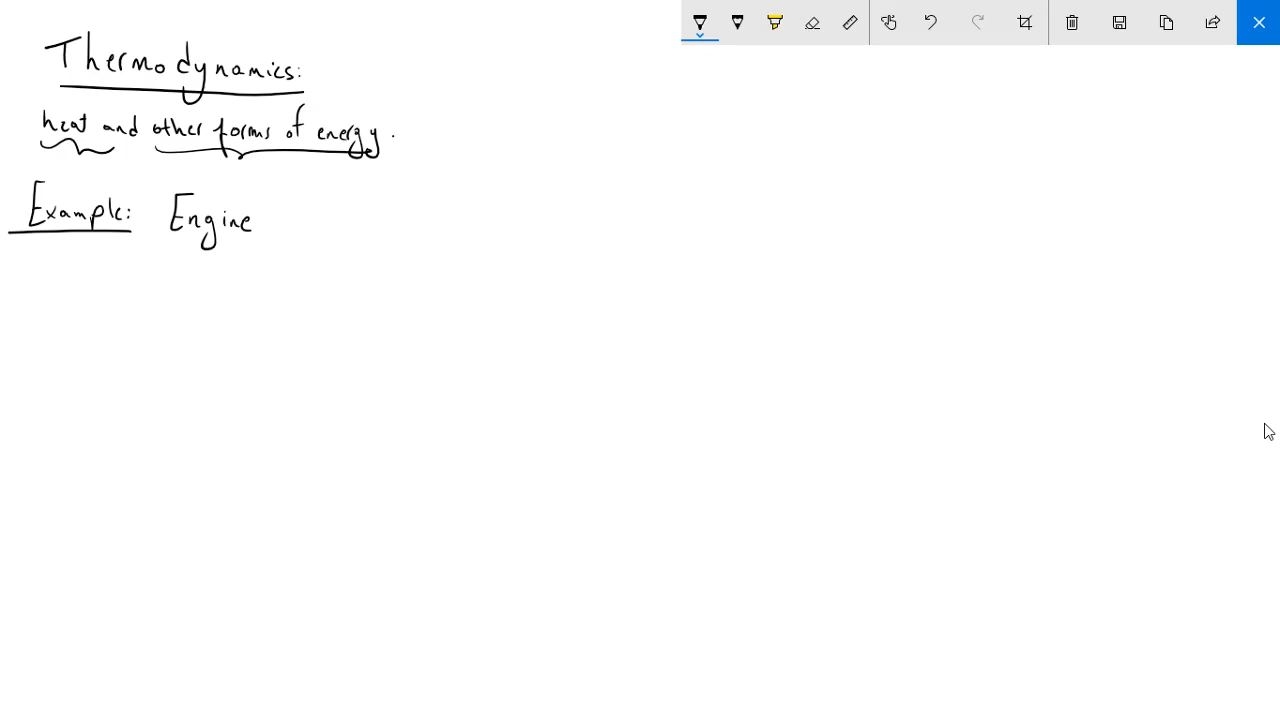 Thermodynamics:
heat and other forms of energy.
Example: Engine